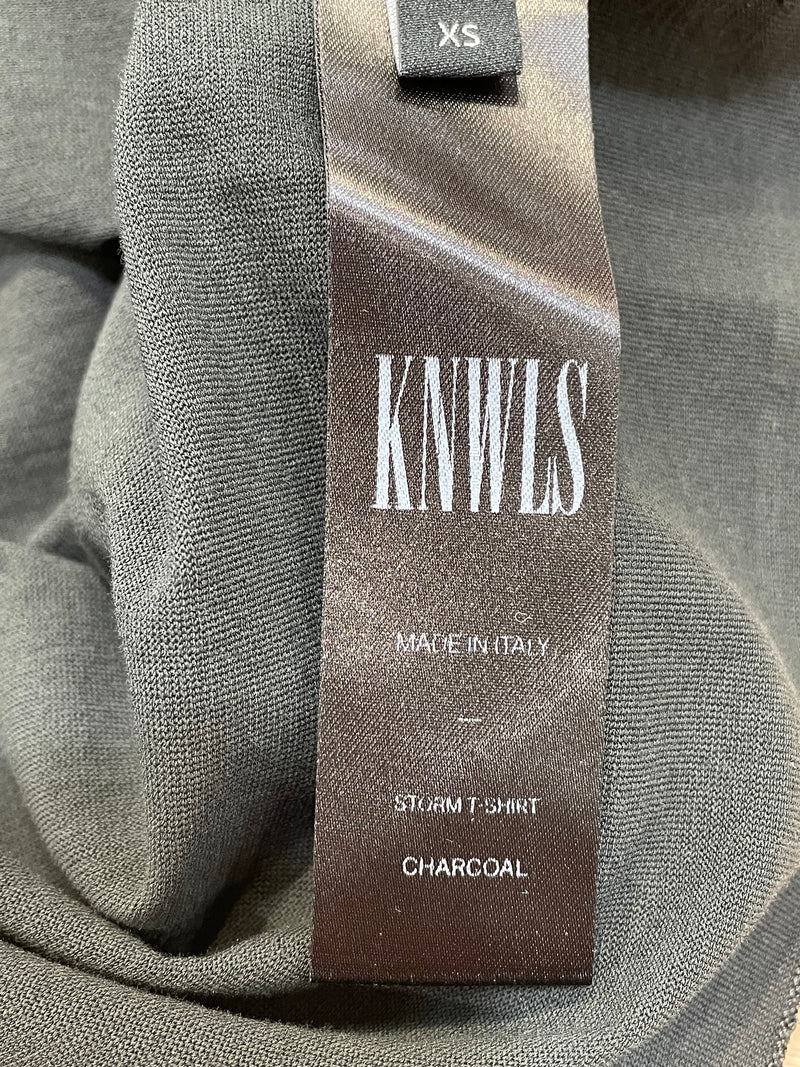 XS
KNWLS
MADE IN ITALY
—
STORM T-SHIRT
CHARCOAL